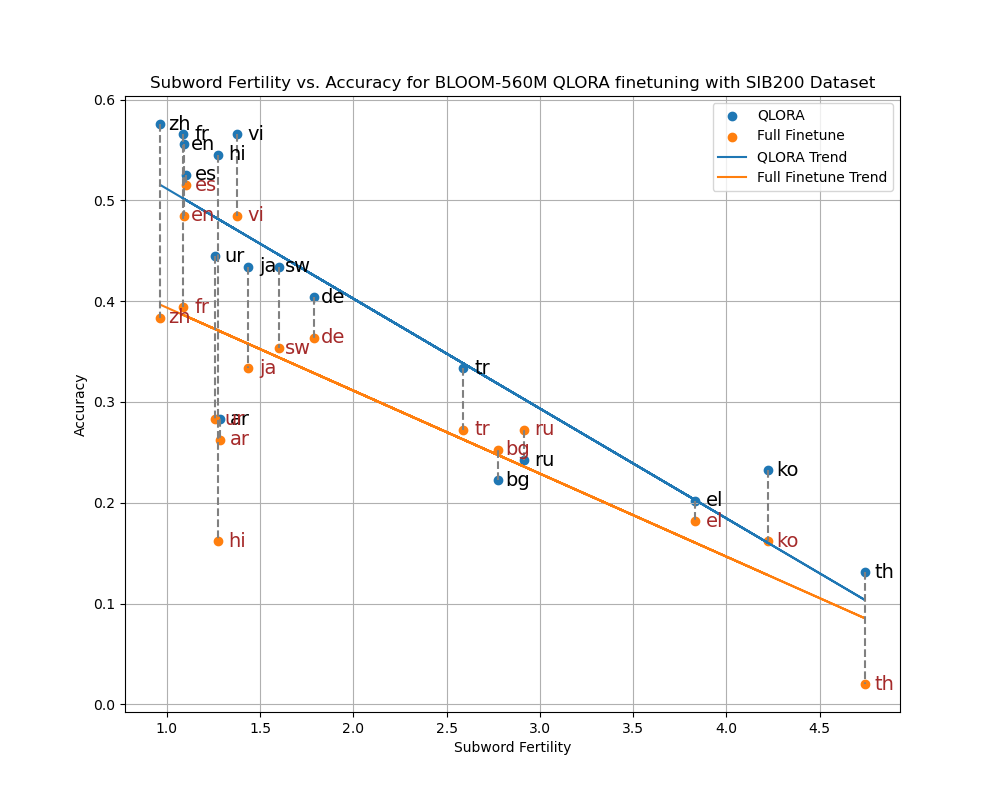 Subword Fertility vs. Accuracy for BLOOM-560M QLORA finetuning with SIB200 Dataset
0.6
QLORA
Full Finetune
QLORA Trend
Full Finetune Trend
zh
fr
vi
en
hi
es
es
0.5
en
vi
ur
ja
sw
de
0.4
fr
zh
de
sw
ja
tr
0.3
ur
ar
ar
tr
ru
bg
ru
ko
bg
0.2
el
el
hi
ko
th
0.1
th
0.0
Accuracy
1.0 1.5 2.0 2.5 3.0 3.5 4.0 4.5
Subword Fertility